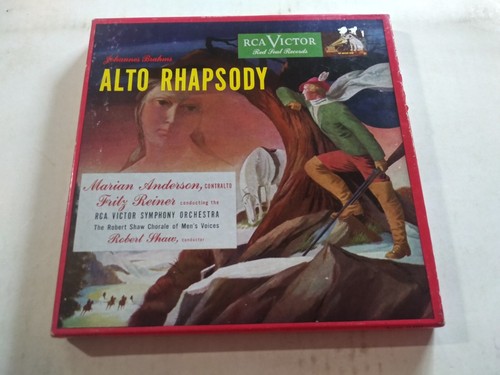 RCA VICTOR
Red Seal Records
Johannes Brahms
ALTO RHAPSODY
Marian Anderson, CONTRALTO
Fritz Reiner conducting the
RCA VICTOR SYMPHONY ORCHESTRA
The Robert Shaw Chorale of Men's Voices
Robert Shaw, conductor